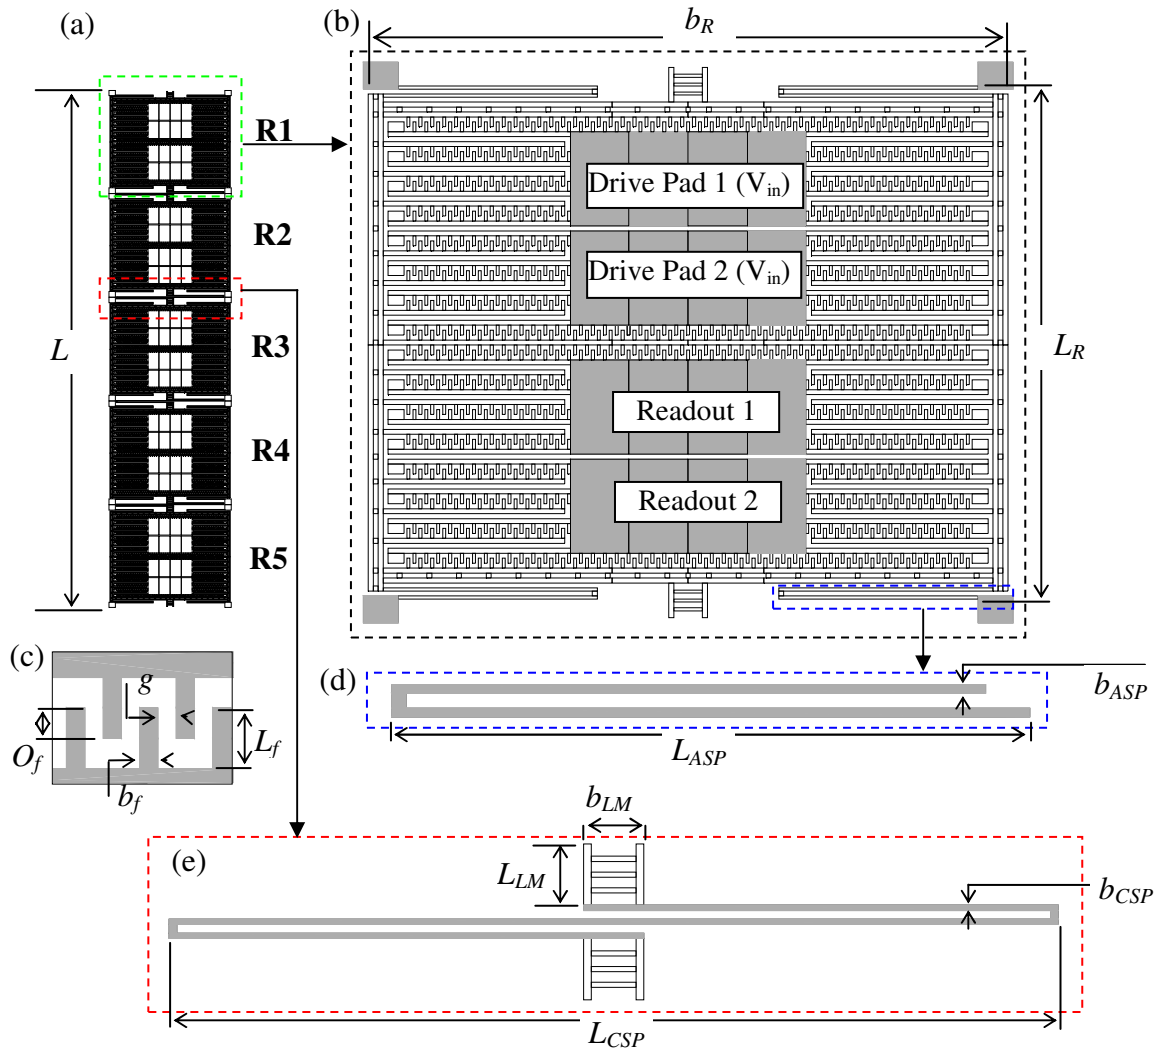 (a)
(b)
b_R
R1
R2
R3
R4
R5
L
Drive Pad 1 (V_in)
Drive Pad 2 (V_in)
Readout 1
Readout 2
L_R
(c)
g
O_f
L_f
b_f
(d)
b_ASP
L_ASP
(e)
b_LM
L_LM
b_CSP
L_CSP